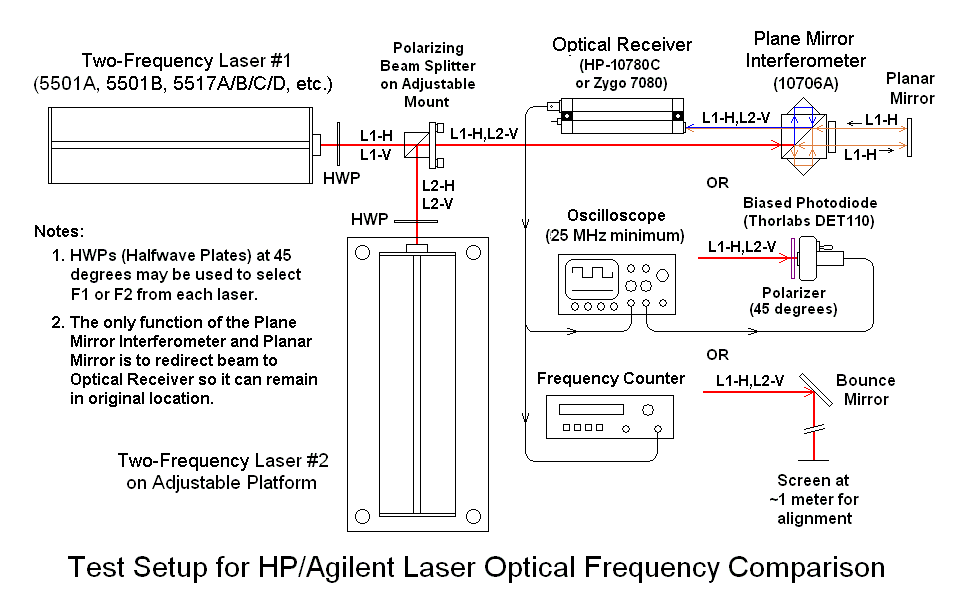 Two-Frequency Laser #1
(5501A, 5501B, 5517A/B/C/D, etc.)
Polarizing
Beam Splitter
on Adjustable
Mount
Optical Receiver
(HP-10780C
or Zygo 7080)
Plane Mirror
Interferometer
(10706A)
Planar
Mirror
L1-H
L1-V
HWP
L1-H,L2-V
L1-H,L2-V
L1-H
L1-H
L2-H
L2-V
HWP
OR
Notes:
1. HWPs (Halfwave Plates) at 45
degrees may be used to select
F1 or F2 from each laser.
2. The only function of the Plane
Mirror Interferometer and Planar
Mirror is to redirect beam to
Optical Receiver so it can remain
in original location.
Oscilloscope
(25 MHz minimum)
Biased Photodiode
(Thorlabs DET110)
L1-H,L2-V
Polarizer
(45 degrees)
OR
Frequency Counter
L1-H,L2-V
Bounce
Mirror
Screen at
~1 meter for
alignment
Two-Frequency Laser #2
on Adjustable Platform
Test Setup for HP/Agilent Laser Optical Frequency Comparison